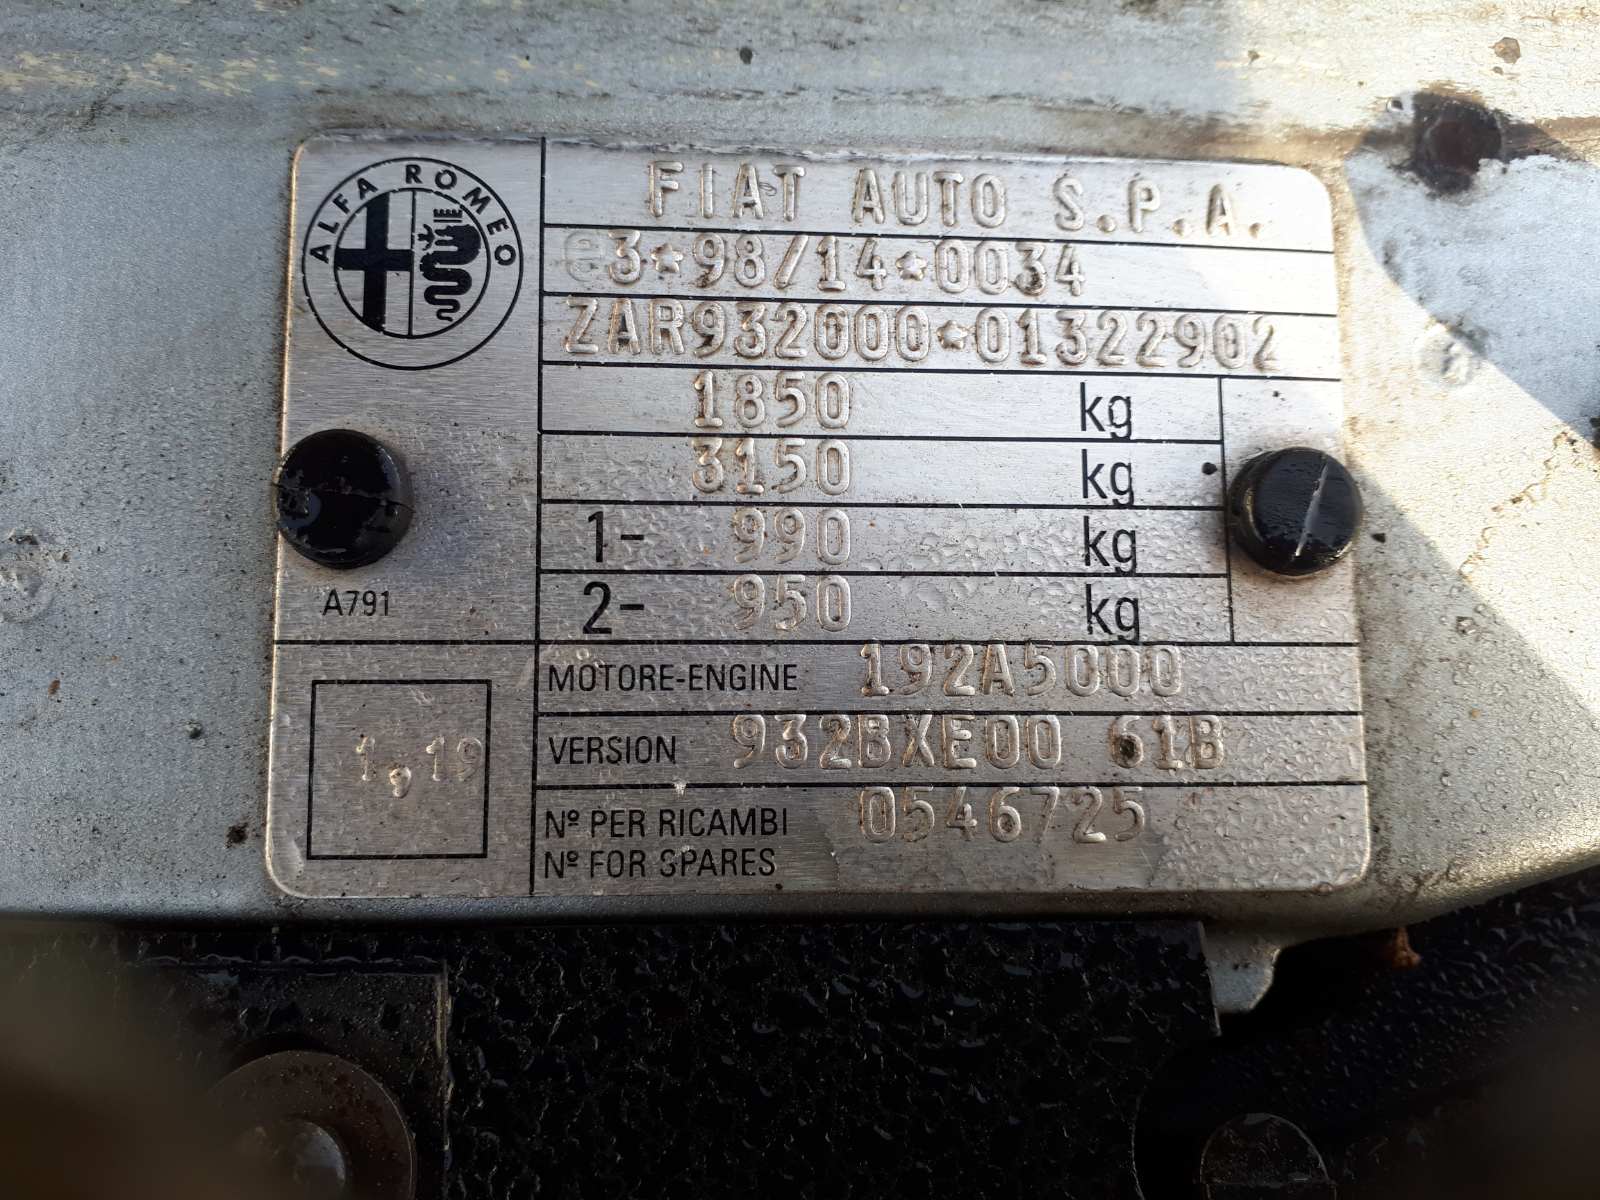 ALFA ROMEO
FIAT AUTO S.P.A.
e3*98/14*0034
ZAR932000*01322902
1850 kg
3150 kg
1- 990 kg
2- 950 kg
A791
MOTORE-ENGINE 192A5000
1,19
VERSION 932BXE00 61B
Nº PER RICAMBI 0546725
Nº FOR SPARES